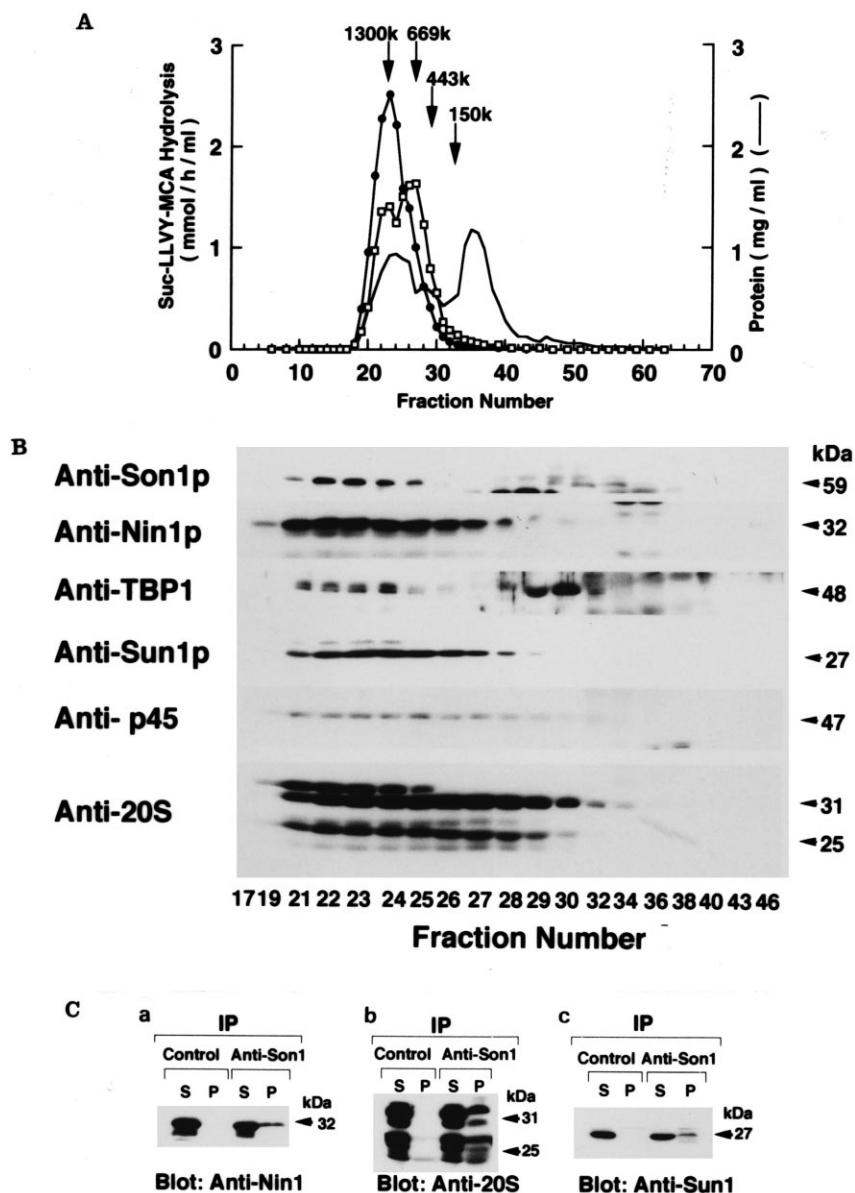 A
1300k 669k
443k
150k
3
2
1
0
Suc-LLVY-MCA Hydrolysis
( mmol / h / ml )
3
2
1
0
Protein ( mg / ml ) ( — )
0 10 20 30 40 50 60 70
Fraction Number
B
kDa
Anti-Son1p 59
Anti-Nin1p 32
Anti-TBP1 48
Anti-Sun1p 27
Anti- p45 47
Anti-20S 31
25
17 19 21 22 23 24 25 26 27 28 29 30 32 34 36 38 40 43 46
Fraction Number
C
a
IP
Control Anti-Son1
S P S P
kDa
32
Blot: Anti-Nin1
b
IP
Control Anti-Son1
S P S P
kDa
31
25
Blot: Anti-20S
c
IP
Control Anti-Son1
S P S P
kDa
27
Blot: Anti-Sun1